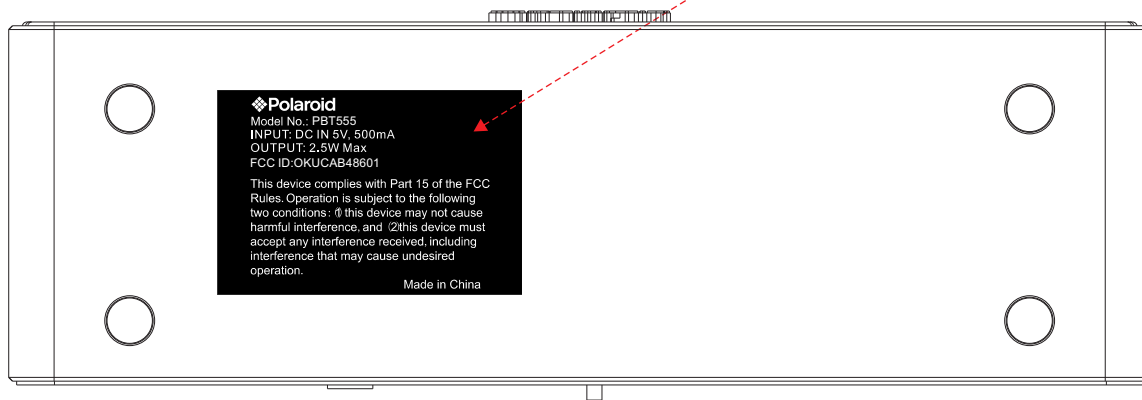 Polaroid
Model No.: PBT555
INPUT: DC IN 5V, 500mA
OUTPUT: 2.5W Max
FCC ID:OKUCAB48601
This device complies with Part 15 of the FCC
Rules. Operation is subject to the following
two conditions: (1) this device may not cause
harmful interference, and (2)this device must
accept any interference received, including
interference that may cause undesired
operation.
Made in China